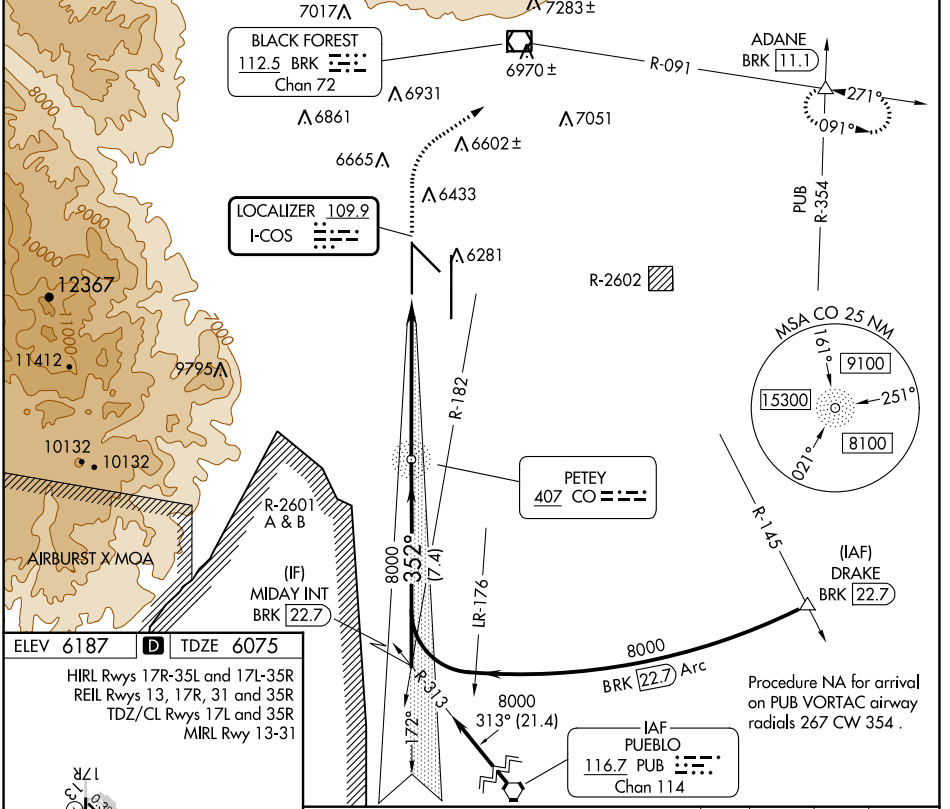 7017
7283±
BLACK FOREST
112.5 BRK
Chan 72
6970±
R-091
ADANE
BRK 11.1
271°
091°
6931
6861
7051
6602±
6665
6433
PUB
R-354
8000
9000
10000
11000
7000
LOCALIZER 109.9
I-COS
6281
R-2602
12367
11412
9795
10132
10132
MSA CO 25 NM
161°
9100
15300
251°
8100
021°
R-182
PETEY
407 CO
R-2601
A & B
AIRBURST X MOA
8000
352°
(7.4)
LR-176
R-145
(IF)
MIDAY INT
BRK 22.7
(IAF)
DRAKE
BRK 22.7
8000
BRK 22.7 Arc
R-313
172°
8000
313° (21.4)
IAF
PUEBLO
116.7 PUB
Chan 114
Procedure NA for arrival
on PUB VORTAC airway
radials 267 CW 354 .
ELEV 6187 D TDZE 6075
HIRL Rwys 17R-35L and 17L-35R
REIL Rwys 13, 17R, 31 and 35R
TDZ/CL Rwys 17L and 35R
MIRL Rwy 13-31
17R
13